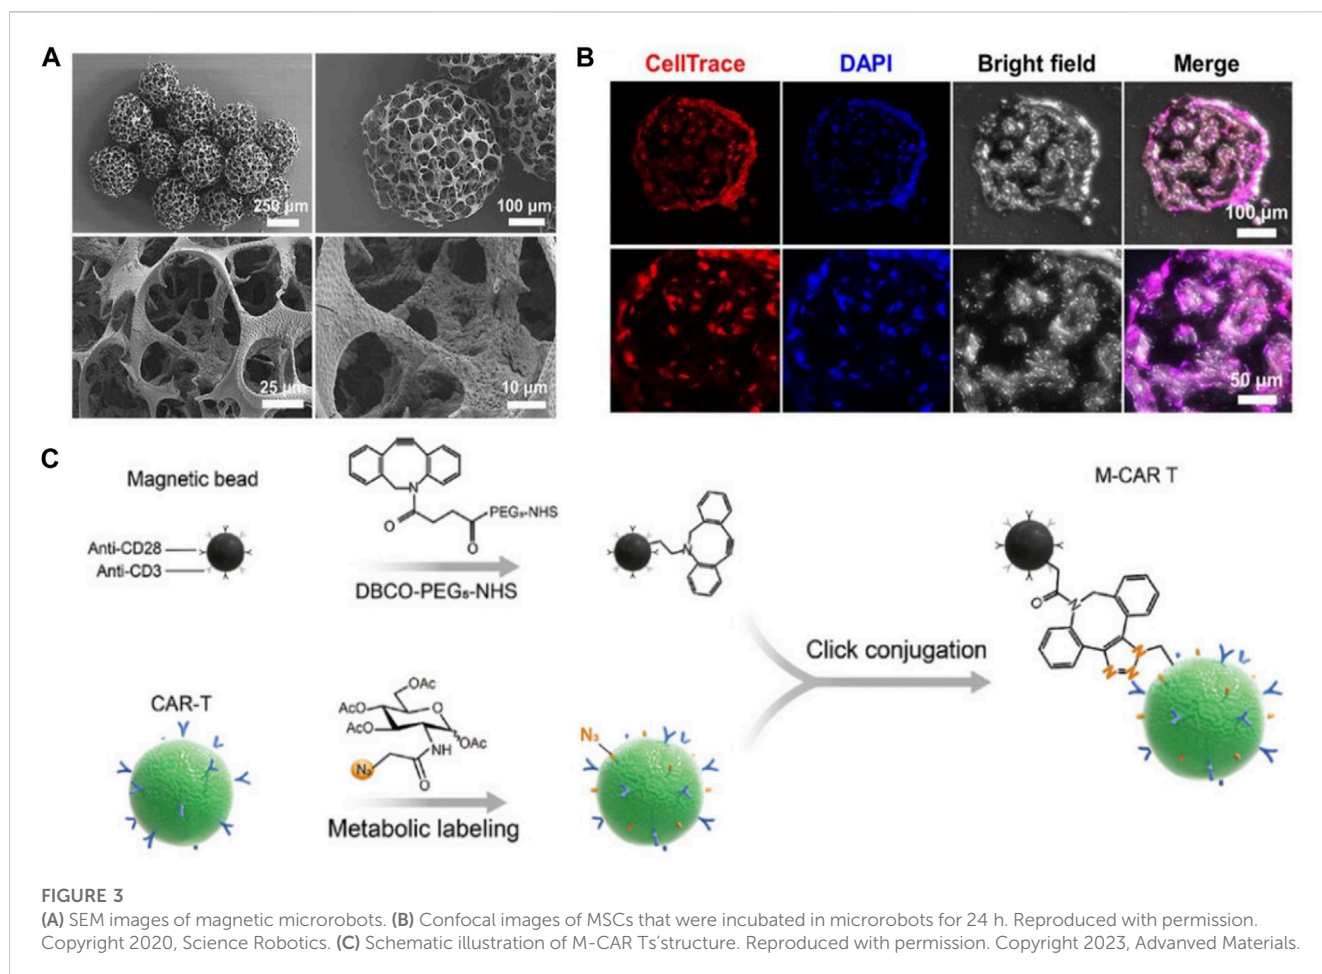 A
250 μm
100 μm
25 μm
10 μm
B
CellTrace
DAPI
Bright field
Merge
100 μm
50 μm
C
Magnetic bead
Anti-CD28
Anti-CD3
N
O
O
PEG₅-NHS
DBCO-PEG₅-NHS
N
CAR-T
OAc
AcO
O
AcO
OAc
NH
N₃
O
Metabolic labeling
N₃
Click conjugation
M-CAR T
O
N
N
N=N
FIGURE 3
(A) SEM images of magnetic microrobots. (B) Confocal images of MSCs that were incubated in microrobots for 24 h. Reproduced with permission.
Copyright 2020, Science Robotics. (C) Schematic illustration of M-CAR Ts'structure. Reproduced with permission. Copyright 2023, Advanved Materials.